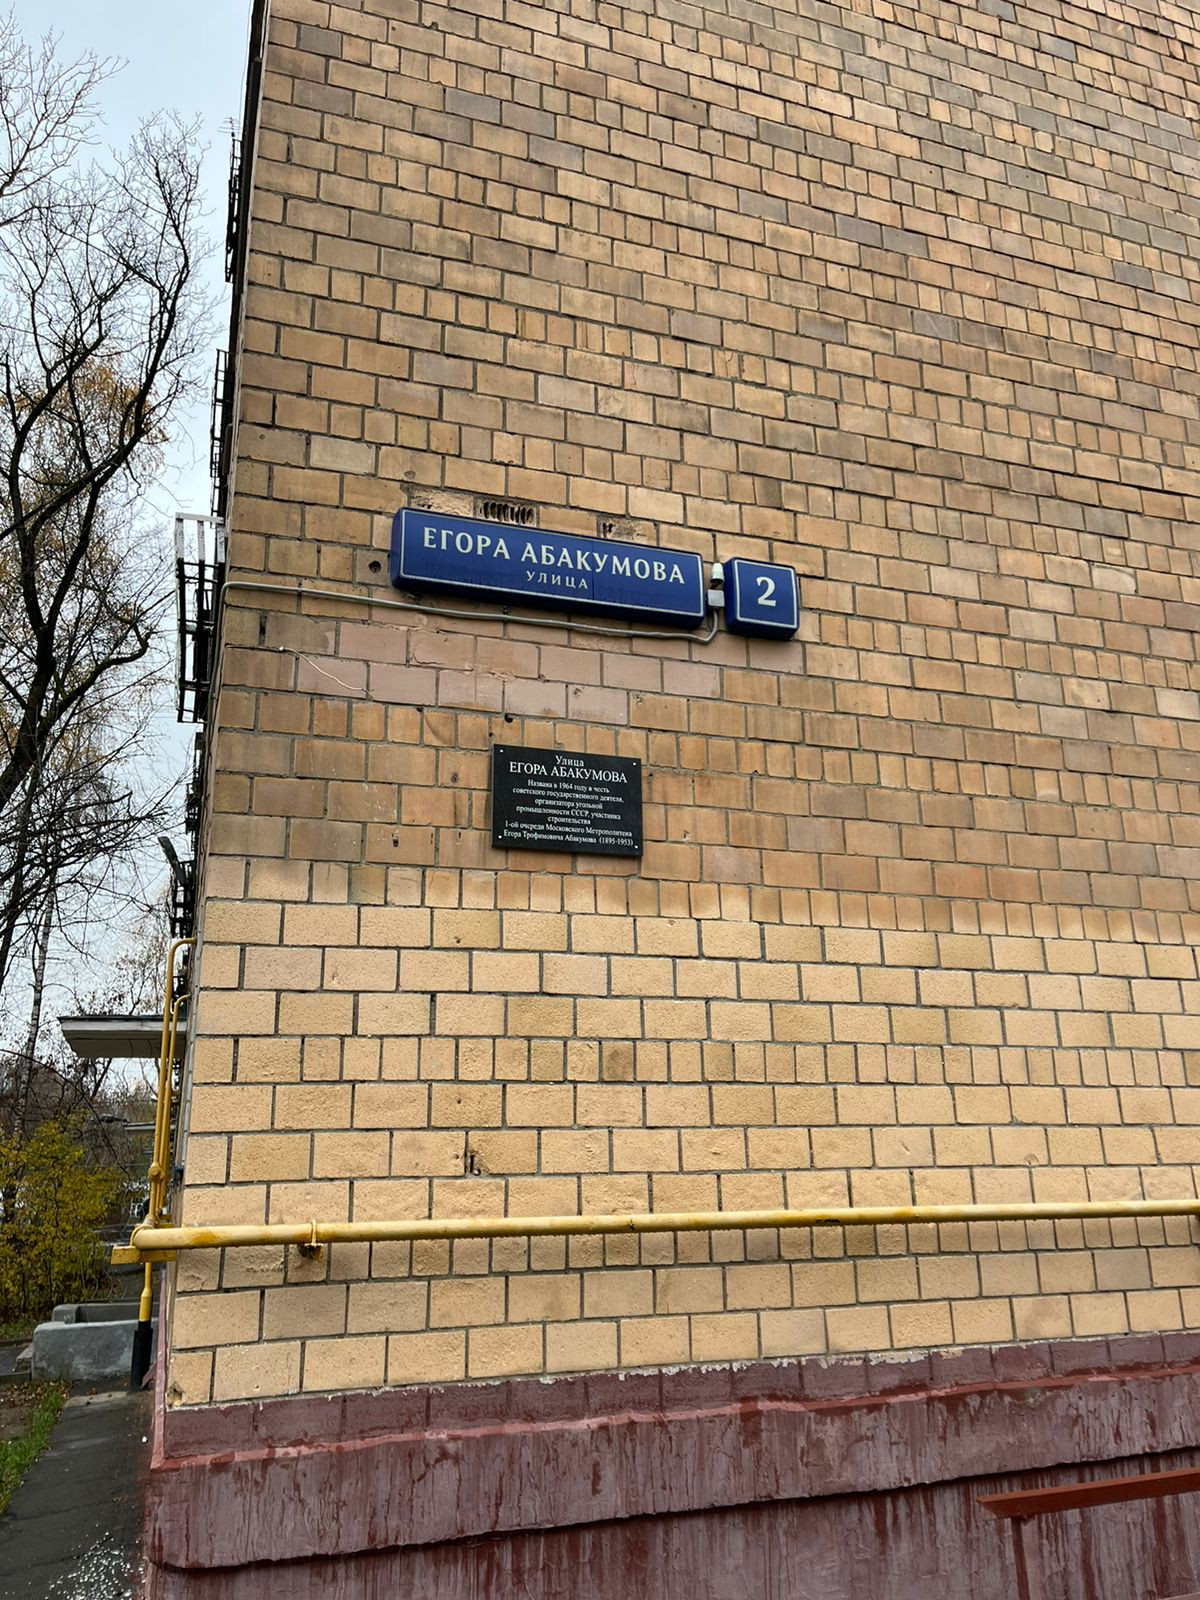 ЕГОРА АБАКУМОВА
УЛИЦА
2
Улица
ЕГОРА АБАКУМОВА
Названа в 1964 году в честь
советского государственного деятеля,
организатора угольной
промышленности СССР, участника
строительства
1-ой очереди Московского Метрополитена
Егора Трофимовича Абакумова (1895-1953)